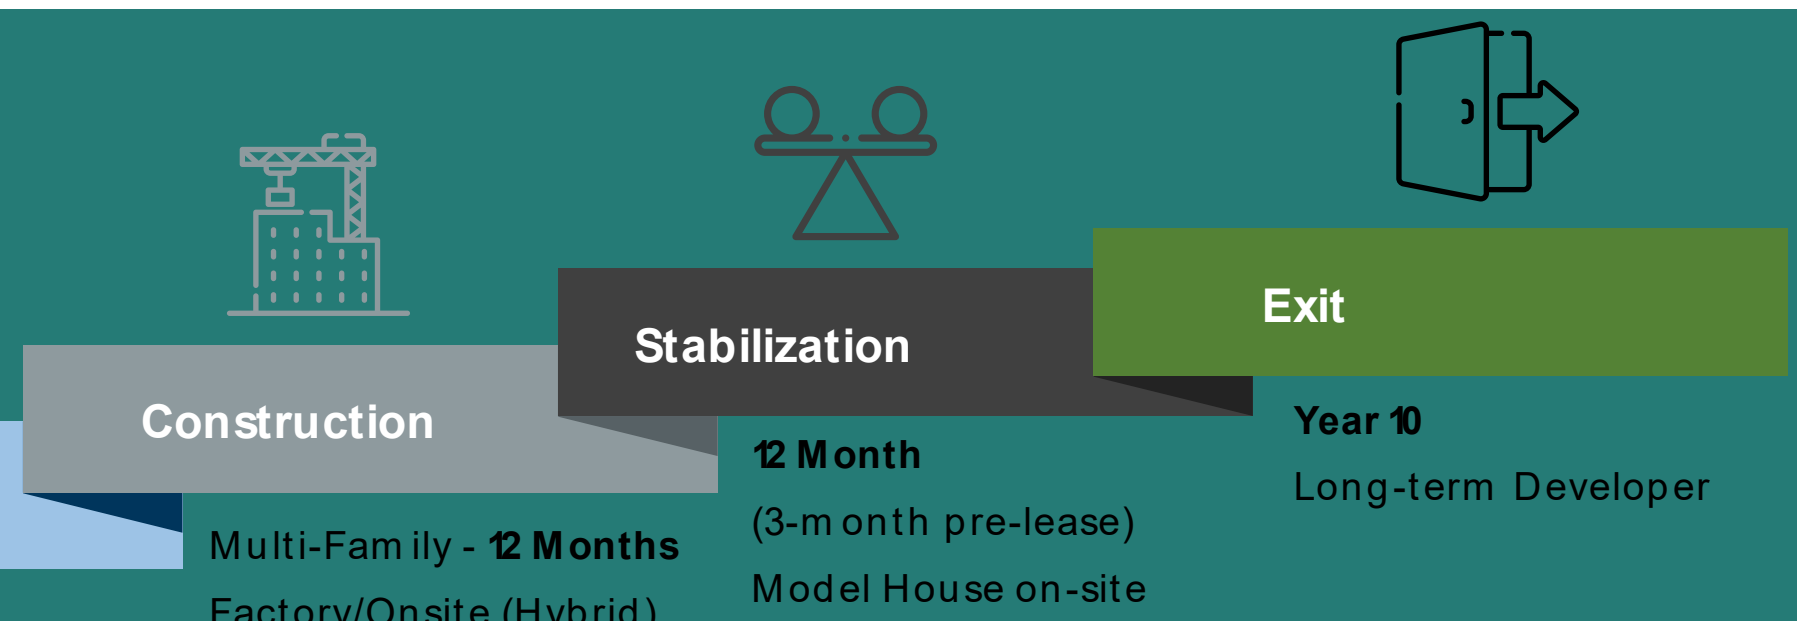 Construction
Multi-Family - 12 Months
Factory/Onsite (Hybrid)
Stabilization
12 Month
(3-month pre-lease)
Model House on-site
Exit
Year 10
Long-term Developer